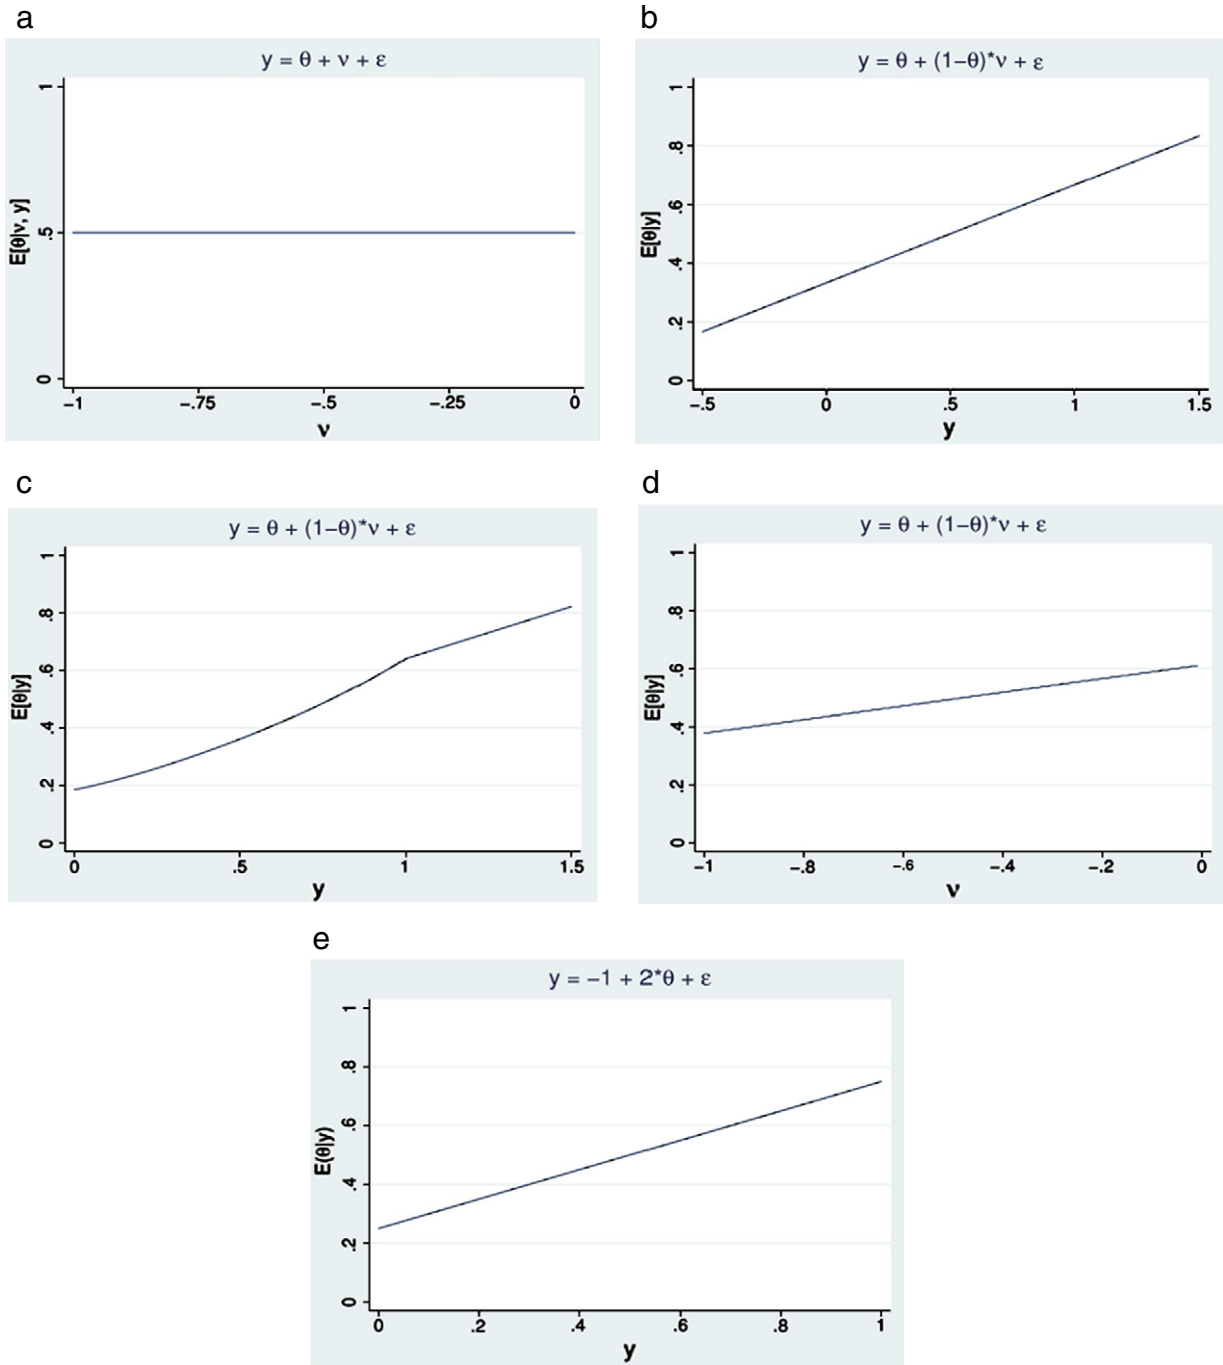 a
y = θ + ν + ε
E[θ|ν, y]
1
.5
0
−1 −.75 −.5 −.25 0
ν
b
y = θ + (1−θ)*ν + ε
E[θ|y]
1
.8
.6
.4
.2
0
−.5 0 .5 1 1.5
y
c
y = θ + (1−θ)*ν + ε
E[θ|y]
1
.8
.6
.4
.2
0
0 .5 1 1.5
y
d
y = θ + (1−θ)*ν + ε
E[θ|y]
1
.8
.6
.4
.2
0
−1 −.8 −.6 −.4 −.2 0
ν
e
y = −1 + 2*θ + ε
E(θ|y)
1
.8
.6
.4
.2
0
0 .2 .4 .6 .8 1
y